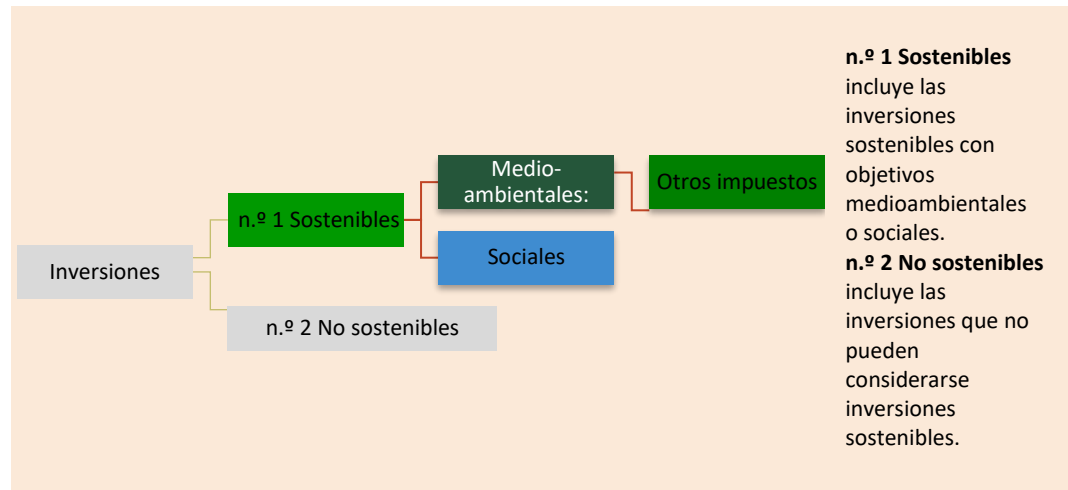 Inversiones
n.º 1 Sostenibles
n.º 2 No sostenibles
Medio-
ambientales:
Sociales
Otros impuestos
n.º 1 Sostenibles
incluye las
inversiones
sostenibles con
objetivos
medioambientales
o sociales.
n.º 2 No sostenibles
incluye las
inversiones que no
pueden
considerarse
inversiones
sostenibles.